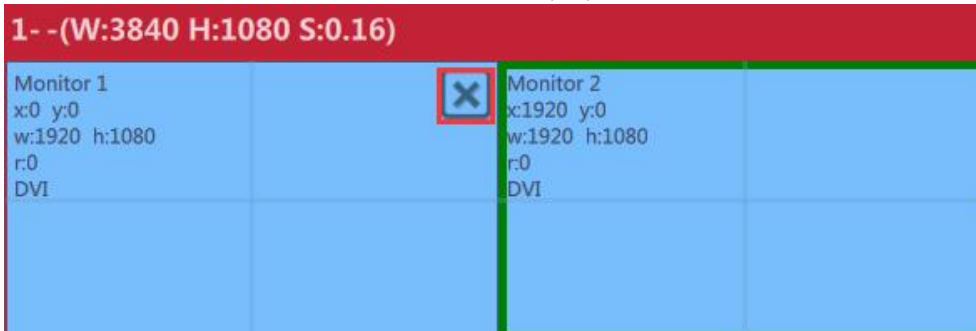 1- -(W:3840 H:1080 S:0.16)
Monitor 1
x:0 y:0
w:1920 h:1080
r:0
DVI
Monitor 2
x:1920 y:0
w:1920 h:1080
r:0
DVI